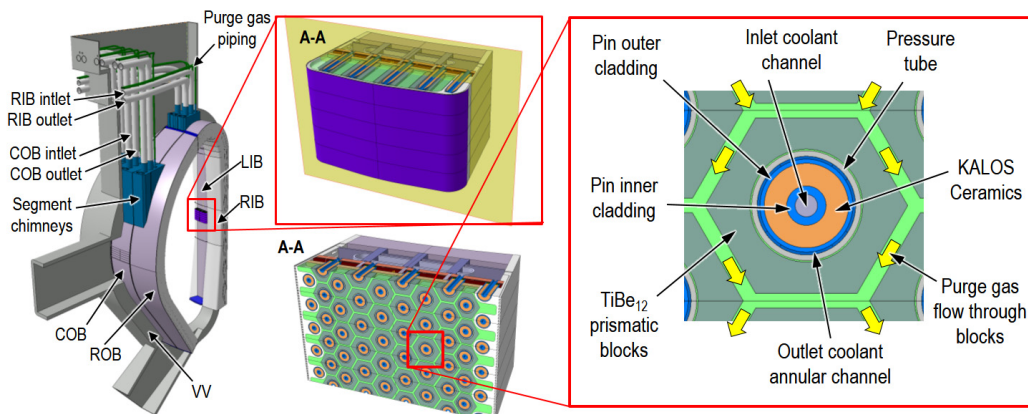 Purge gas
piping
RIB intlet
RIB outlet
COB inlet
COB outlet
Segment
chimneys
COB
ROB
VV
LIB
RIB
A-A
A-A
Pin outer
cladding
Inlet coolant
channel
Pressure
tube
Pin inner
cladding
KALOS
Ceramics
TiBe12
prismatic
blocks
Outlet coolant
annular channel
Purge gas
flow through
blocks